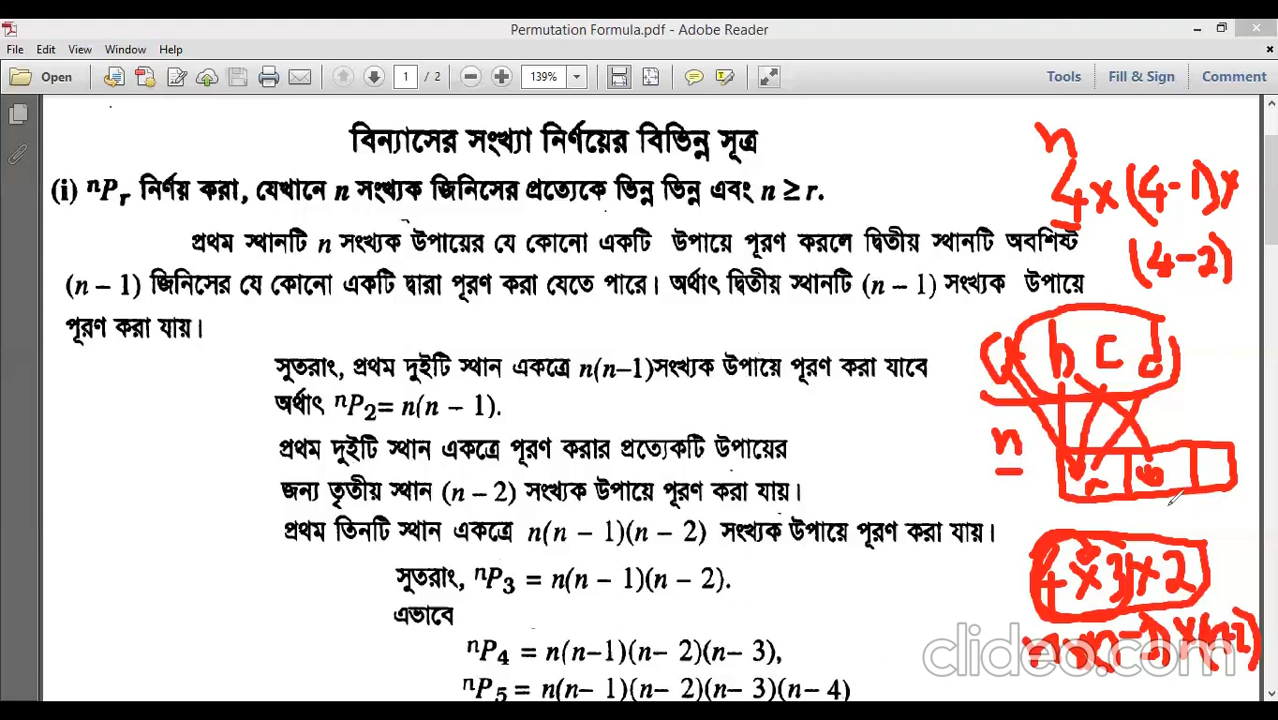 Permutation Formula.pdf - Adobe Reader
File Edit View Window Help
Open 1 / 2 139% Tools Fill & Sign Comment
বিন্যাসের সংখ্যা নির্ণয়ের বিভিন্ন সূত্র
(i) ⁿPᵣ নির্ণয় করা, যেখানে n সংখ্যক জিনিসের প্রত্যেকে ভিন্ন ভিন্ন এবং n ≥ r.
প্রথম স্থানটি n সংখ্যক উপায়ের যে কোনো একটি উপায়ে পূরণ করলে দ্বিতীয় স্থানটি অবশিষ্ট
(n – 1) জিনিসের যে কোনো একটি দ্বারা পূরণ করা যেতে পারে। অর্থাৎ দ্বিতীয় স্থানটি (n – 1) সংখ্যক উপায়ে
পূরণ করা যায়।
সুতরাং, প্রথম দুইটি স্থান একত্রে n(n–1)সংখ্যক উপায়ে পূরণ করা যাবে
অর্থাৎ ⁿP₂= n(n – 1).
প্রথম দুইটি স্থান একত্রে পূরণ করার প্রত্যেকটি উপায়ের
জন্য তৃতীয় স্থান (n – 2) সংখ্যক উপায়ে পূরণ করা যায়।
প্রথম তিনটি স্থান একত্রে n(n – 1)(n – 2) সংখ্যক উপায়ে পূরণ করা যায়।
সুতরাং, ⁿP₃ = n(n – 1)(n – 2).
এভাবে
ⁿP₄ = n(n–1)(n– 2)(n– 3),
ⁿP₅ = n(n– 1)(n– 2)(n– 3)(n– 4)
n
4 × (4-1) ×
(4-2)
a b c d
n
4 × 3 × 2
n × (n-1) × (n-2)
clideo.com